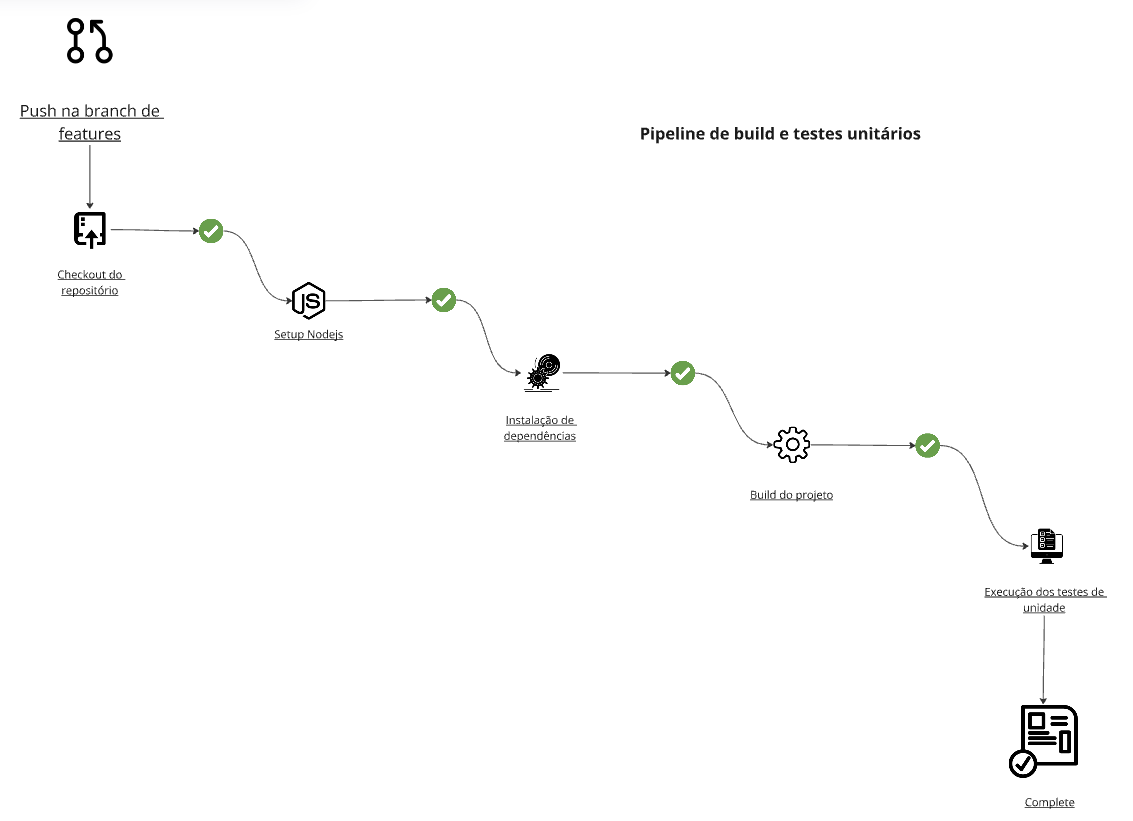 Push na branch de
features
Pipeline de build e testes unitários
Checkout do
repositório
JS
Setup Nodejs
Instalação de
dependências
Build do projeto
Execução dos testes de
unidade
Complete